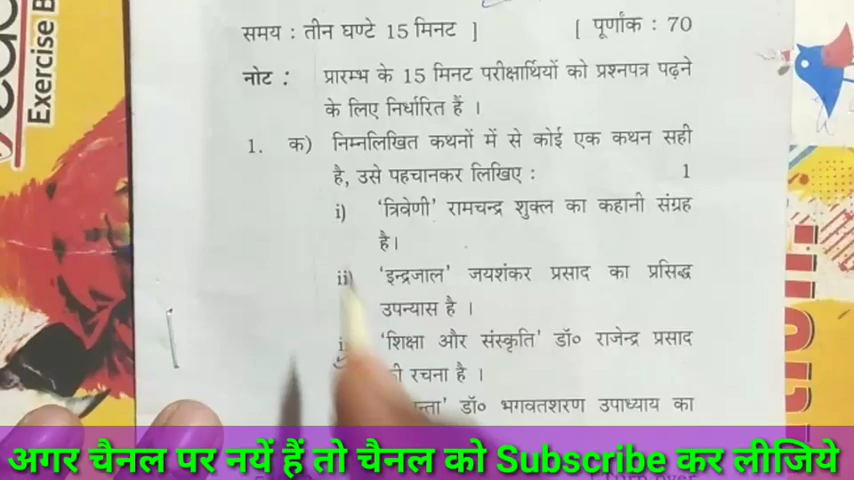 Exercise B
समय : तीन घण्टे 15 मिनट ] [ पूर्णांक : 70
नोट : प्रारम्भ के 15 मिनट परीक्षार्थियों को प्रश्नपत्र पढ़ने
के लिए निर्धारित हैं ।
1. क) निम्नलिखित कथनों में से कोई एक कथन सही
है, उसे पहचानकर लिखिए : 1
i) 'त्रिवेणी' रामचन्द्र शुक्ल का कहानी संग्रह
है।
ii) 'इन्द्रजाल' जयशंकर प्रसाद का प्रसिद्ध
उपन्यास है ।
'शिक्षा और संस्कृति' डॉ० राजेन्द्र प्रसाद
रचना है ।
डॉ० भगवतशरण उपाध्याय का
अगर चैनल पर नयें हैं तो चैनल को Subscribe कर लीजिये